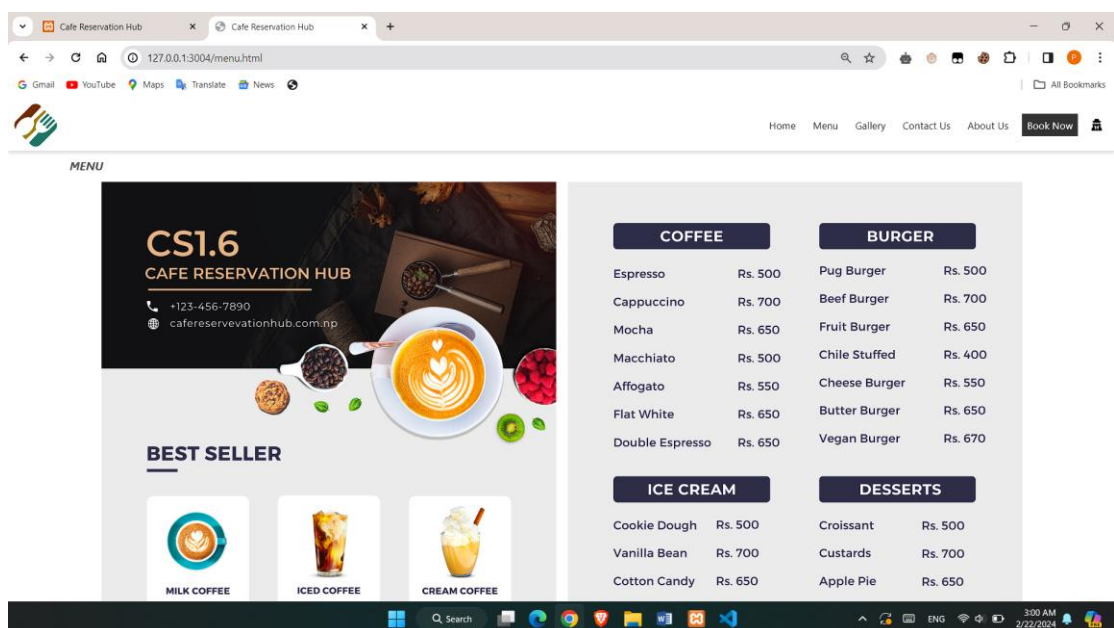 Cafe Reservation Hub
Cafe Reservation Hub
127.0.0.1:3004/menu.html
Gmail YouTube Maps Translate News
All Bookmarks
Home Menu Gallery Contact Us About Us Book Now
MENU
CS1.6
CAFE RESERVATION HUB
+123-456-7890
cafereservevationhub.com.np
BEST SELLER
MILK COFFEE
ICED COFFEE
CREAM COFFEE
COFFEE
Espresso Rs. 500
Cappuccino Rs. 700
Mocha Rs. 650
Macchiato Rs. 500
Affogato Rs. 550
Flat White Rs. 650
Double Espresso Rs. 650
BURGER
Pug Burger Rs. 500
Beef Burger Rs. 700
Fruit Burger Rs. 650
Chile Stuffed Rs. 400
Cheese Burger Rs. 550
Butter Burger Rs. 650
Vegan Burger Rs. 670
ICE CREAM
Cookie Dough Rs. 500
Vanilla Bean Rs. 700
Cotton Candy Rs. 650
DESSERTS
Croissant Rs. 500
Custards Rs. 700
Apple Pie Rs. 650
Search
ENG
3:00 AM
2/22/2024